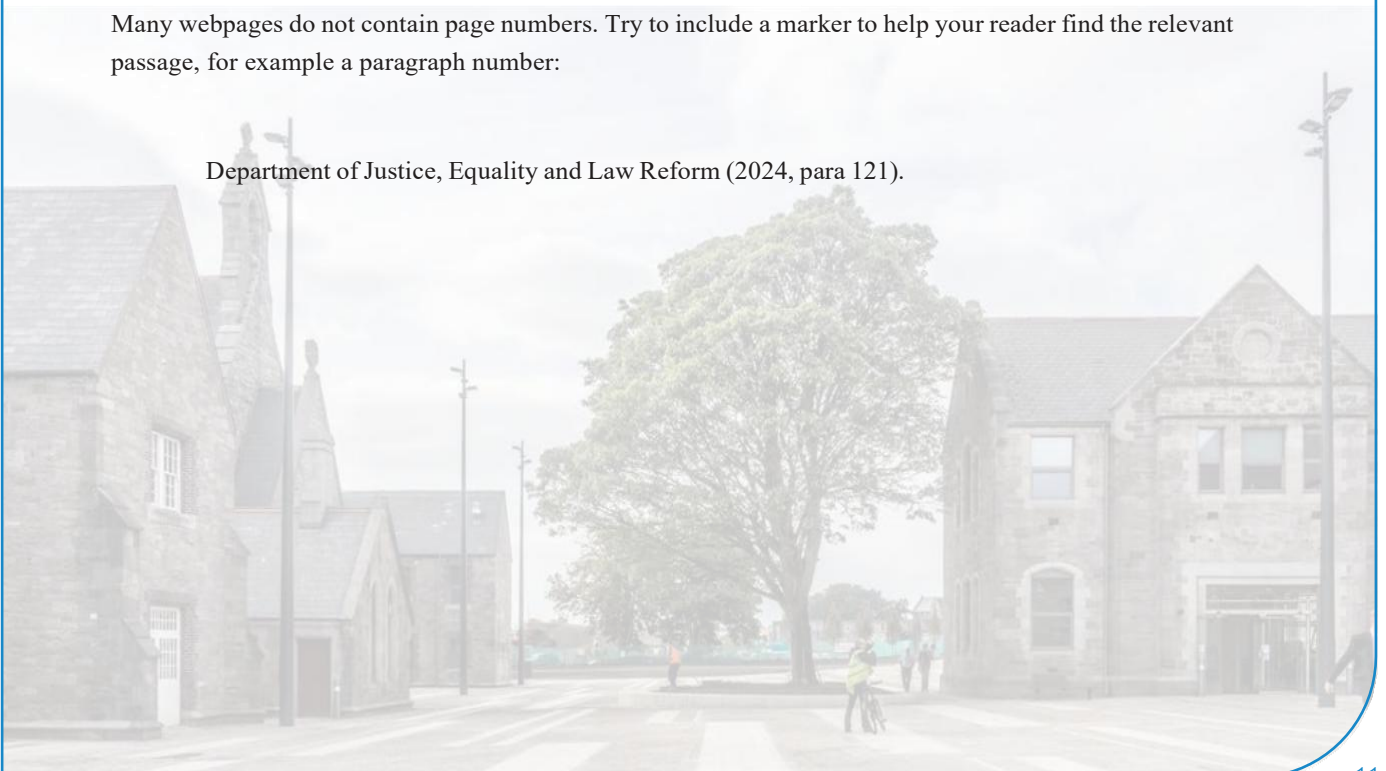 Many webpages do not contain page numbers. Try to include a marker to help your reader find the relevant
passage, for example a paragraph number:
Department of Justice, Equality and Law Reform (2024, para 121).